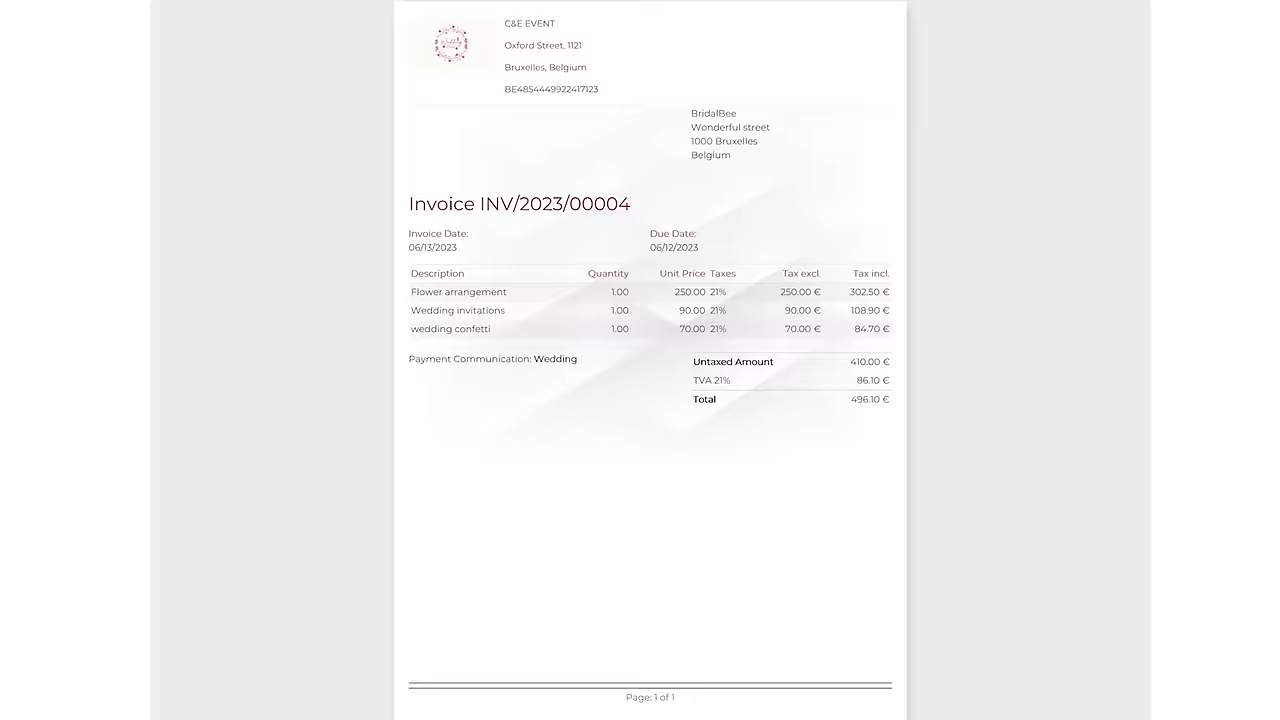 Wedding
C&E EVENT
Oxford Street, 1121
Bruxelles, Belgium
BE4854449922417123
BridalBee
Wonderful street
1000 Bruxelles
Belgium
Invoice INV/2023/00004
Invoice Date: Due Date:
06/13/2023 06/12/2023
Description Quantity Unit Price Taxes Tax excl. Tax incl.
Flower arrangement 1.00 250.00 21% 250.00 € 302.50 €
Wedding invitations 1.00 90.00 21% 90.00 € 108.90 €
wedding confetti 1.00 70.00 21% 70.00 € 84.70 €
Payment Communication: Wedding
Untaxed Amount 410.00 €
TVA 21% 86.10 €
Total 496.10 €
Page: 1 of 1